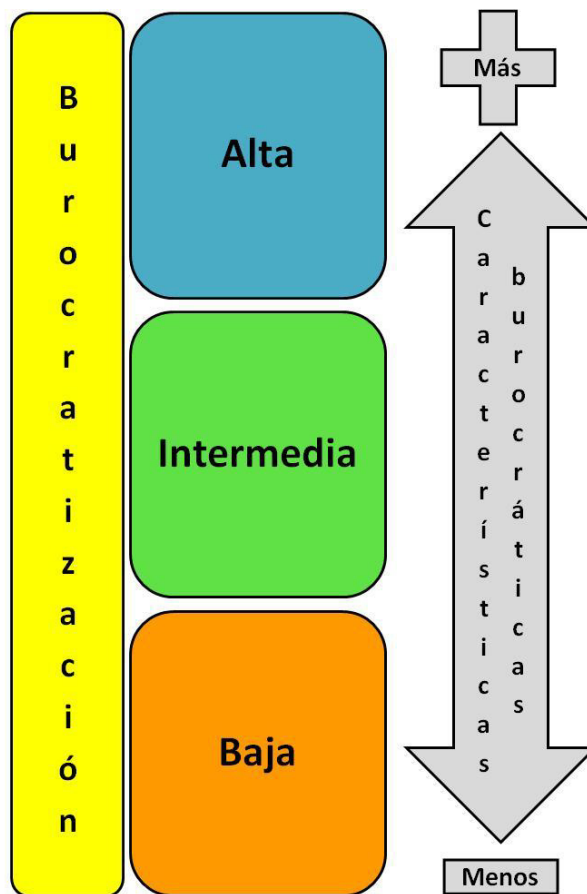 Burocratización
Alta
Intermedia
Baja
Más
Características
burocráticas
Menos